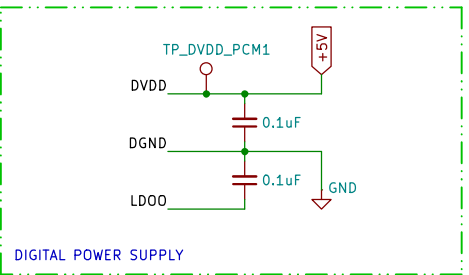 TP_DVDD_PCM1
+5V
DVDD
0.1uF
DGND
0.1uF
GND
LDOO
DIGITAL POWER SUPPLY